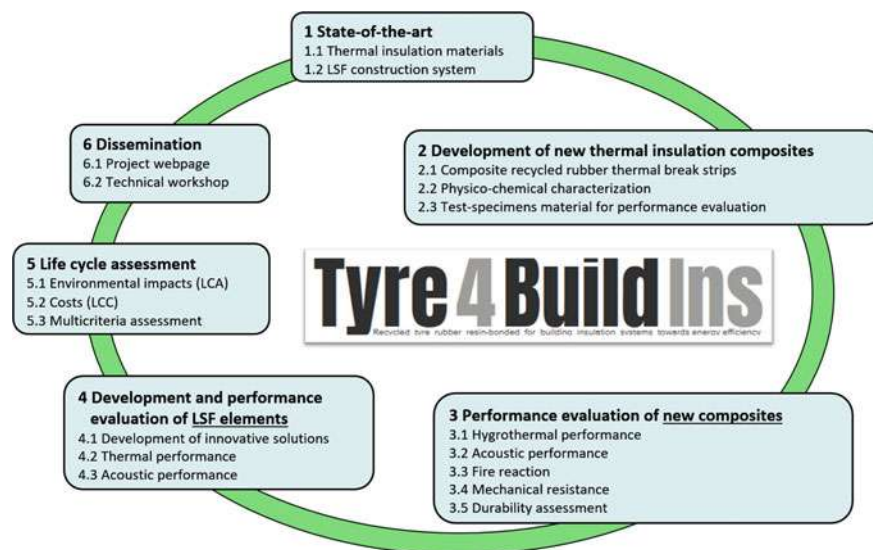 1 State-of-the-art
1.1 Thermal insulation materials
1.2 LSF construction system
2 Development of new thermal insulation composites
2.1 Composite recycled rubber thermal break strips
2.2 Physico-chemical characterization
2.3 Test-specimens material for performance evaluation
3 Performance evaluation of new composites
3.1 Hygrothermal performance
3.2 Acoustic performance
3.3 Fire reaction
3.4 Mechanical resistance
3.5 Durability assessment
4 Development and performance
evaluation of LSF elements
4.1 Development of innovative solutions
4.2 Thermal performance
4.3 Acoustic performance
5 Life cycle assessment
5.1 Environmental impacts (LCA)
5.2 Costs (LCC)
5.3 Multicriteria assessment
6 Dissemination
6.1 Project webpage
6.2 Technical workshop
Tyre4BuildIns
Recycled tyre rubber resin-bonded for building insulation systems towards energy efficiency